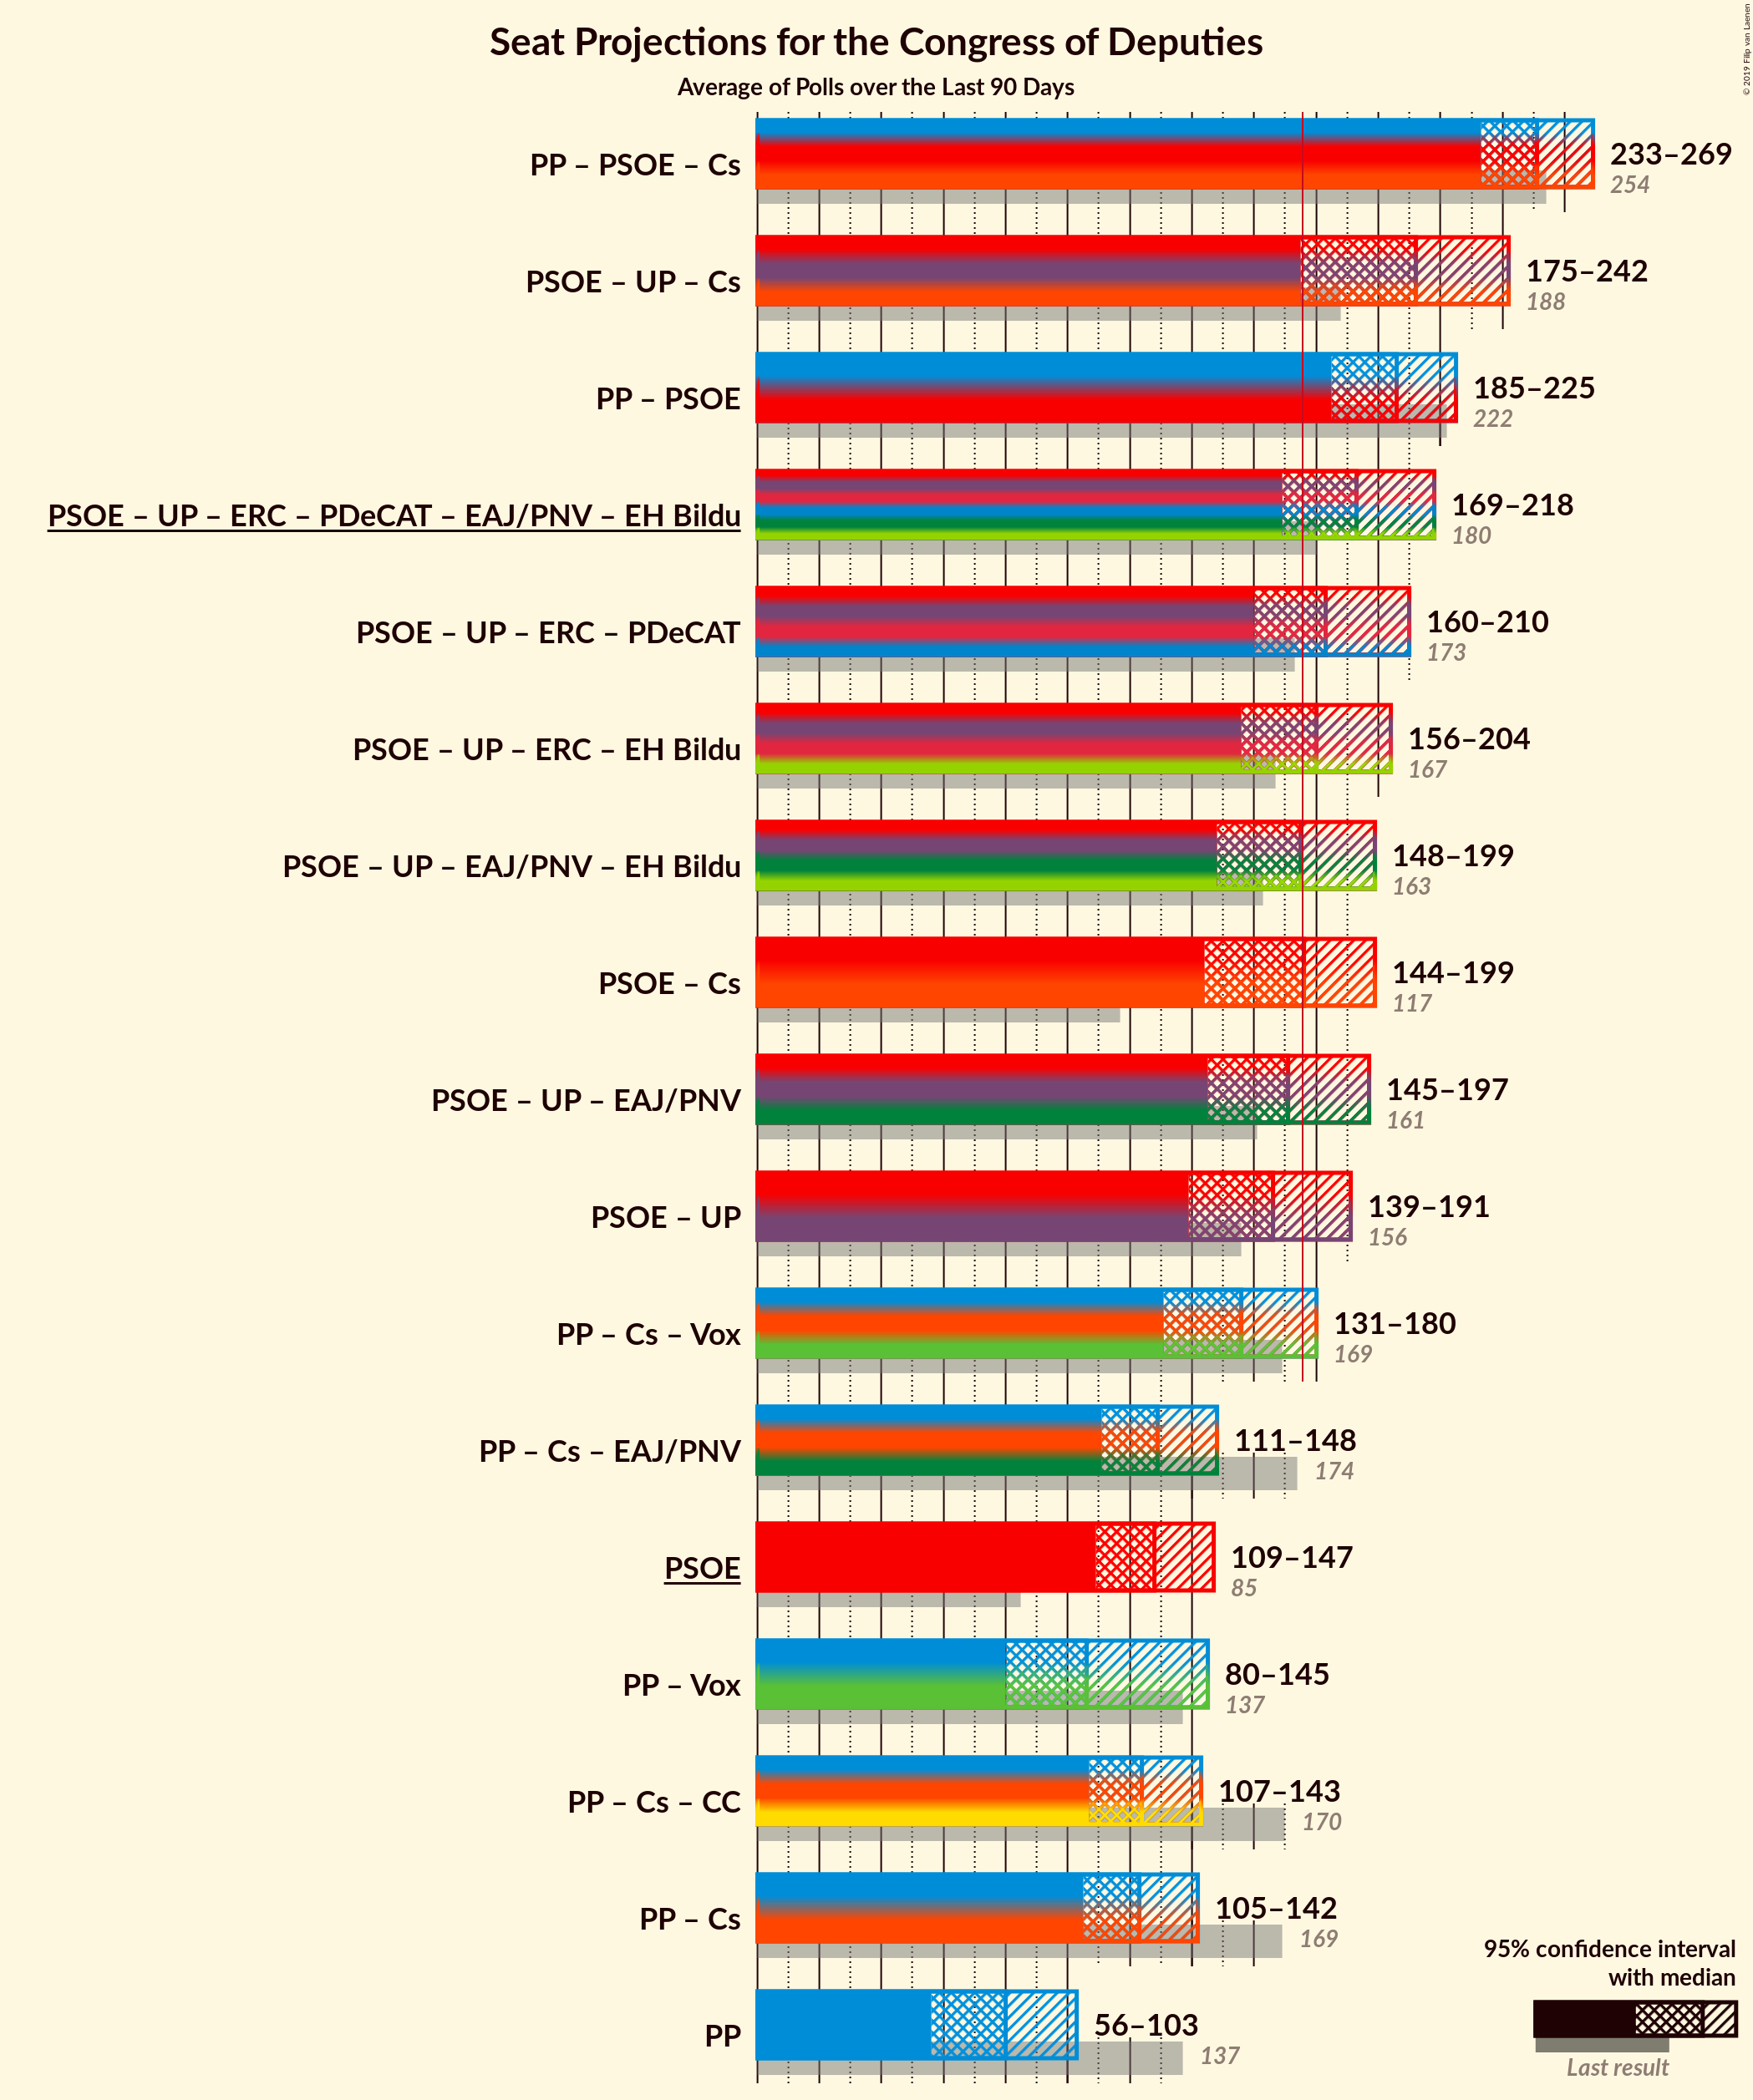 Seat Projections for the Congress of Deputies
Average of Polls over the Last 90 Days
© 2019 Filip van Laenen
PP – PSOE – Cs
233–269
254
PSOE – UP – Cs
175–242
188
PP – PSOE
185–225
222
PSOE – UP – ERC – PDeCAT – EAJ/PNV – EH Bildu
169–218
180
PSOE – UP – ERC – PDeCAT
160–210
173
PSOE – UP – ERC – EH Bildu
156–204
167
PSOE – UP – EAJ/PNV – EH Bildu
148–199
163
PSOE – Cs
144–199
117
PSOE – UP – EAJ/PNV
145–197
161
PSOE – UP
139–191
156
PP – Cs – Vox
131–180
169
PP – Cs – EAJ/PNV
111–148
174
PSOE
109–147
85
PP – Vox
80–145
137
PP – Cs – CC
107–143
170
PP – Cs
105–142
169
PP
56–103
137
95% confidence interval
with median
Last result